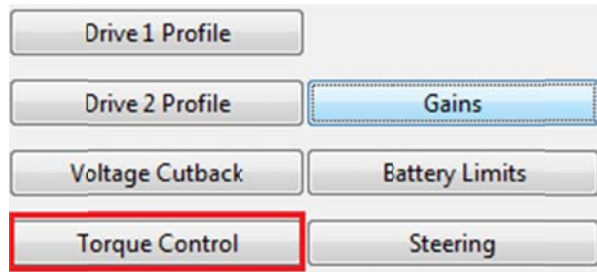 Drive 1 Profile
Drive 2 Profile
Gains
Voltage Cutback
Battery Limits
Torque Control
Steering